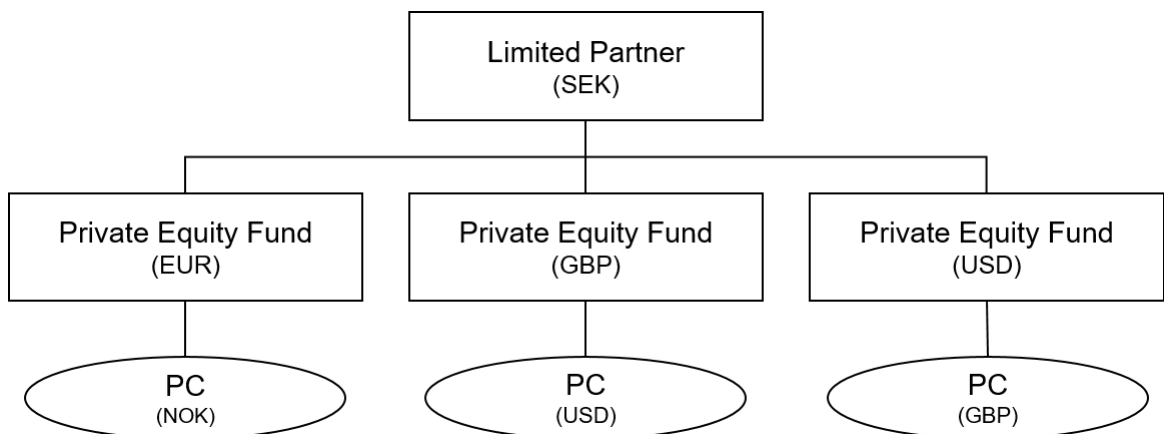 Limited Partner
(SEK)
Private Equity Fund
(EUR)
Private Equity Fund
(GBP)
Private Equity Fund
(USD)
PC
(NOK)
PC
(USD)
PC
(GBP)